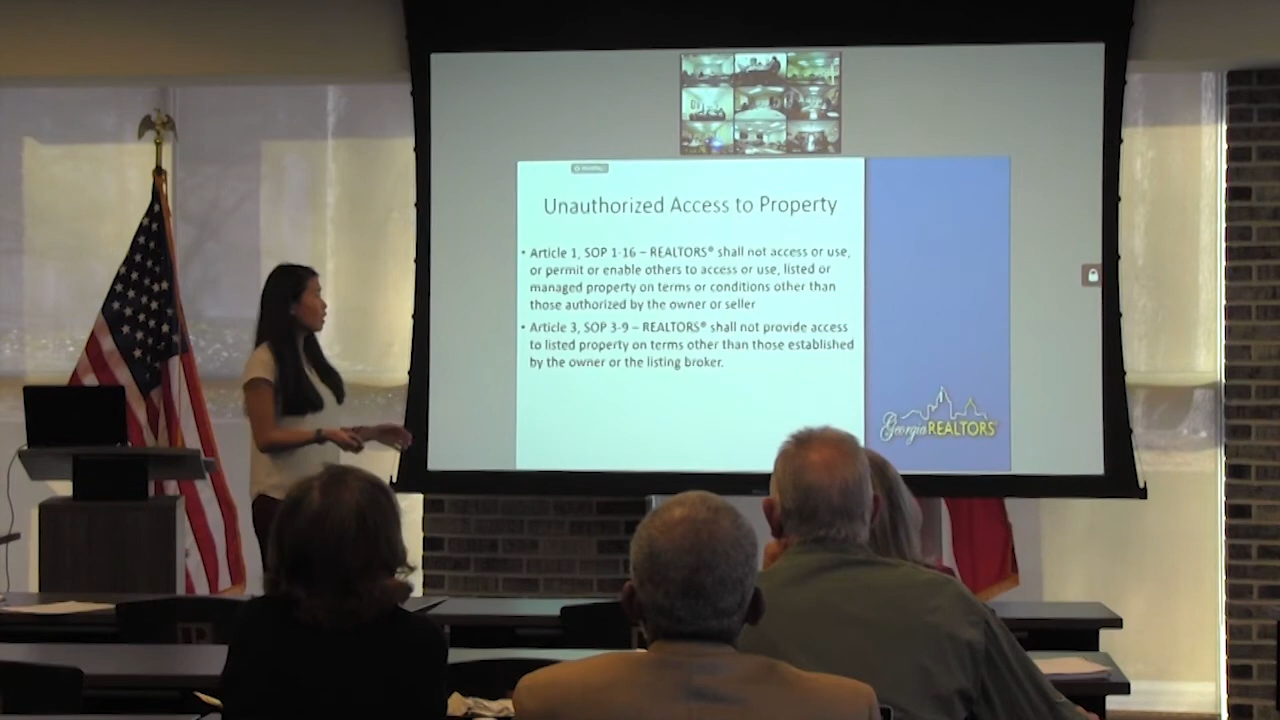 Unauthorized Access to Property
• Article 1, SOP 1-16 – REALTORS® shall not access or use,
or permit or enable others to access or use, listed or
managed property on terms or conditions other than
those authorized by the owner or seller
• Article 3, SOP 3-9 – REALTORS® shall not provide access
to listed property on terms other than those established
by the owner or the listing broker.
Georgia REALTORS®